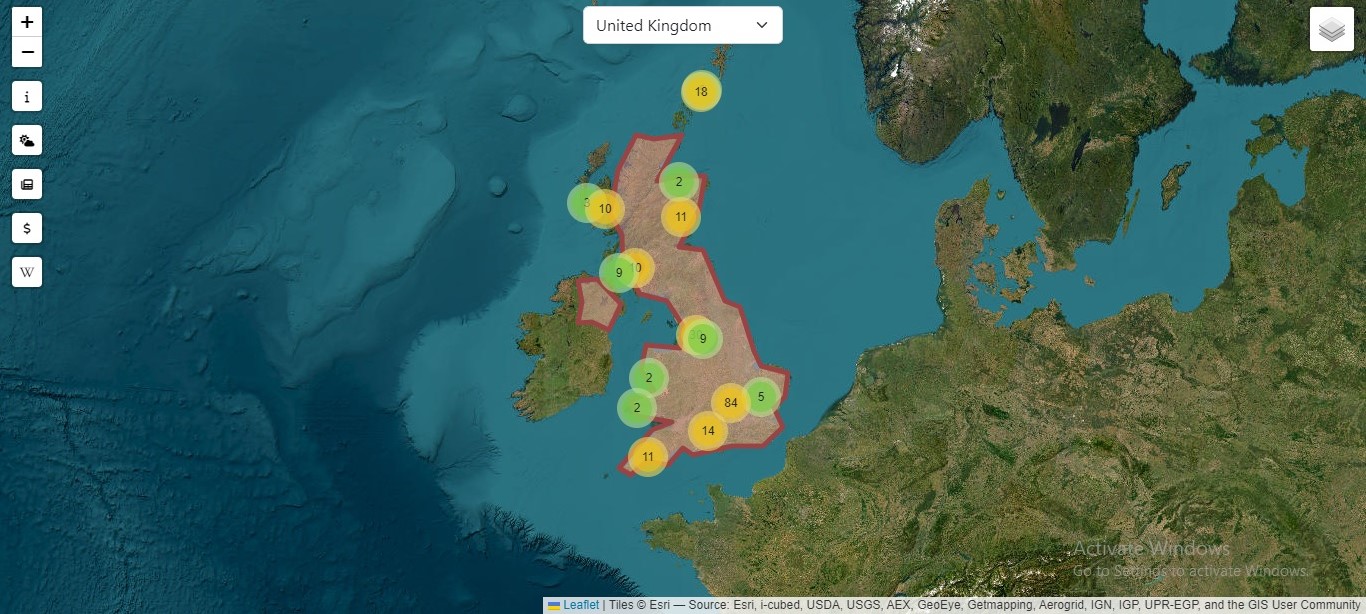 +
United Kingdom
−
18
i
2
3
10
11
$
10
9
W
9
2
84
5
2
14
11
Activate Windows
Go to Settings to activate Windows.
Leaflet | Tiles © Esri — Source: Esri, i-cubed, USDA, USGS, AEX, GeoEye, Getmapping, Aerogrid, IGN, IGP, UPR-EGP, and the GIS User Community